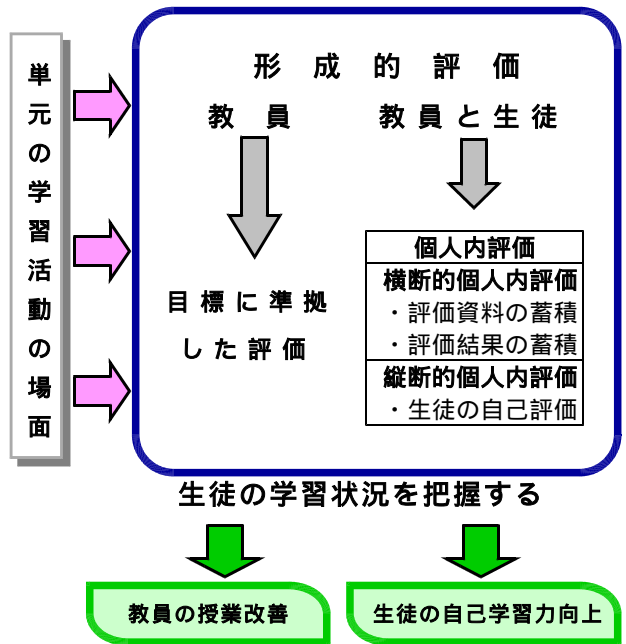 単元の学習活動の場面
形成的評価
教員
教員と生徒
目標に準拠
した評価
個人内評価
横断的個人内評価
・評価資料の蓄積
・評価結果の蓄積
縦断的個人内評価
・生徒の自己評価
生徒の学習状況を把握する
教員の授業改善
生徒の自己学習力向上